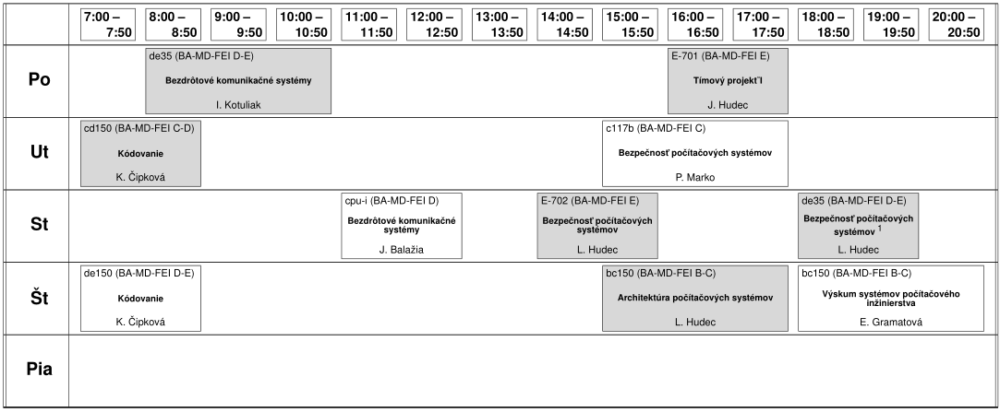 7:00 –
7:50
8:00 –
8:50
9:00 –
9:50
10:00 –
10:50
11:00 –
11:50
12:00 –
12:50
13:00 –
13:50
14:00 –
14:50
15:00 –
15:50
16:00 –
16:50
17:00 –
17:50
18:00 –
18:50
19:00 –
19:50
20:00 –
20:50
Po
de35 (BA-MD-FEI D-E)
Bezdrôtové komunikačné systémy
I. Kotuliak
E-701 (BA-MD-FEI E)
Tímový projekt˜I
J. Hudec
Ut
cd150 (BA-MD-FEI C-D)
Kódovanie
K. Čipková
c117b (BA-MD-FEI C)
Bezpečnosť počítačových systémov
P. Marko
St
cpu-i (BA-MD-FEI D)
Bezdrôtové komunikačné
systémy
J. Balažia
E-702 (BA-MD-FEI E)
Bezpečnosť počítačových
systémov
L. Hudec
de35 (BA-MD-FEI D-E)
Bezpečnosť počítačových
systémov 1
L. Hudec
Št
de150 (BA-MD-FEI D-E)
Kódovanie
K. Čipková
bc150 (BA-MD-FEI B-C)
Architektúra počítačových systémov
L. Hudec
bc150 (BA-MD-FEI B-C)
Výskum systémov počítačového
inžinierstva
E. Gramatová
Pia